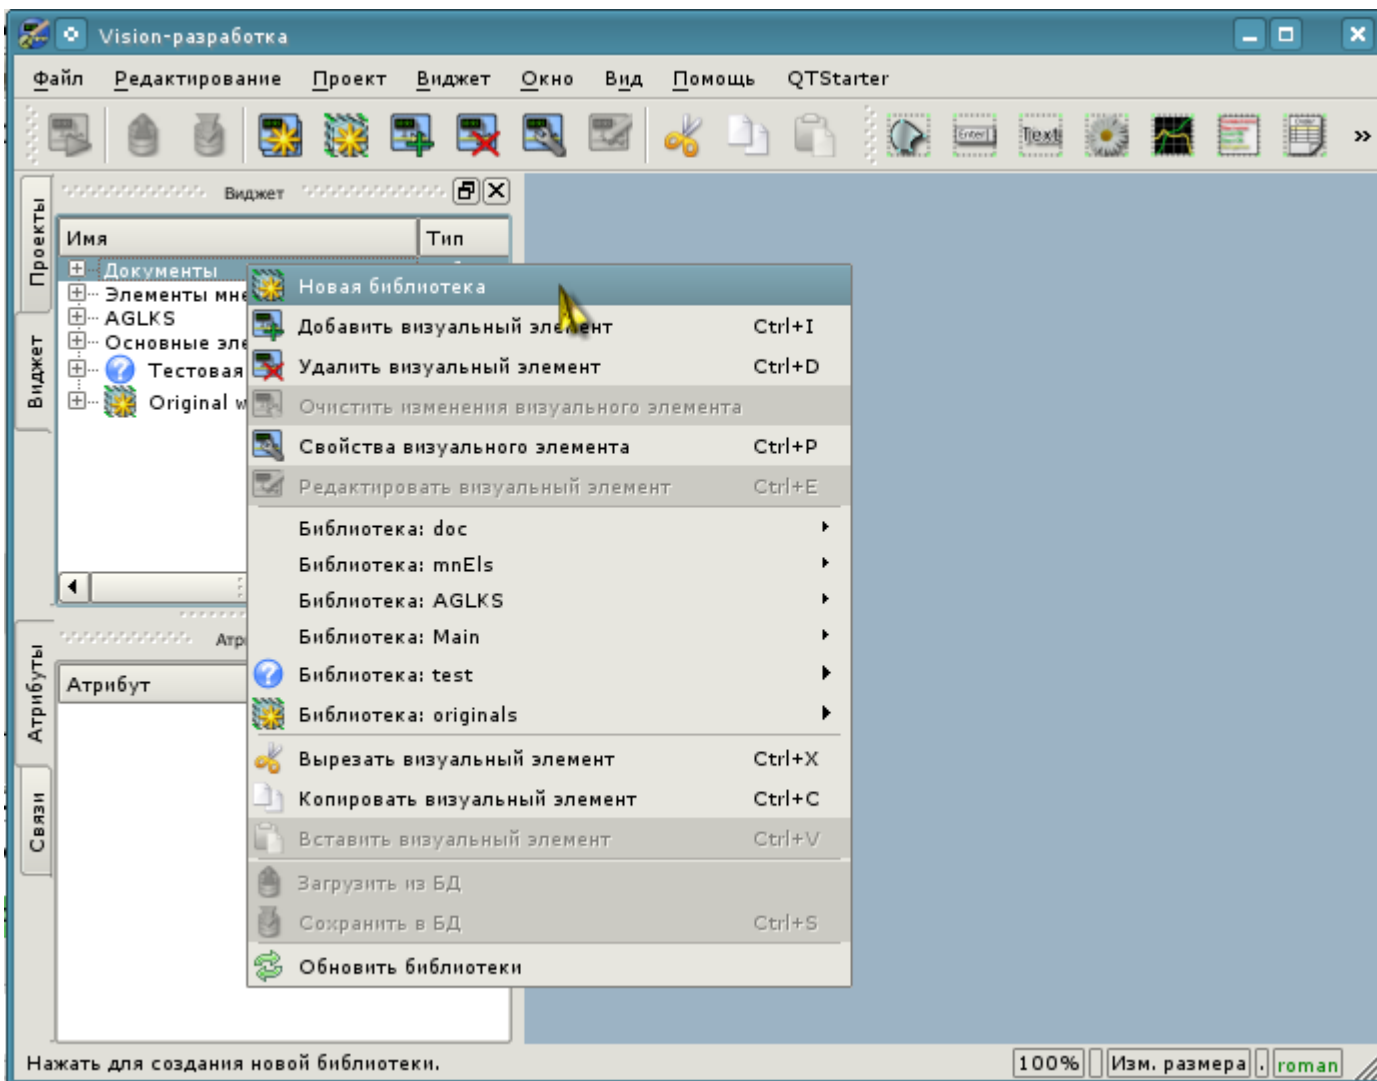 Vision-разработка
Файл Редактирование Проект Виджет Окно Вид Помощь QTStarter
Enter Text
Проекты
Виджет
Виджет
Имя Тип
Документы
Элементы мне
AGLKS
Основные эле
Тестовая
Original w
Новая библиотека
Добавить визуальный элемент Ctrl+I
Удалить визуальный элемент Ctrl+D
Очистить изменения визуального элемента
Свойства визуального элемента Ctrl+P
Редактировать визуальный элемент Ctrl+E
Библиотека: doc
Библиотека: mnEls
Библиотека: AGLKS
Библиотека: Main
Библиотека: test
Библиотека: originals
Вырезать визуальный элемент Ctrl+X
Копировать визуальный элемент Ctrl+C
Вставить визуальный элемент Ctrl+V
Загрузить из БД
Сохранить в БД Ctrl+S
Обновить библиотеки
Атри
Атрибуты
Связи
Атрибут
Нажать для создания новой библиотеки.
100% Изм. размера . roman